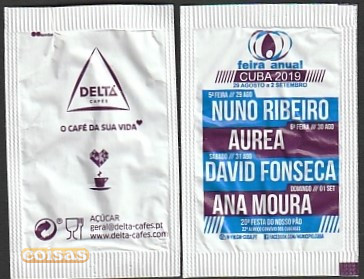 DELTA
CAFÉS
O CAFÉ DA SUA VIDA
AÇÚCAR
geral@delta-cafes.pt
www.delta-cafes.com
coisas
feira anual
CUBA 2019
29 AGOSTO a 2 SETEMBRO
5ª FEIRA // 29 AGO
NUNO RIBEIRO
6ª FEIRA // 30 AGO
AUREA
SÁBADO // 31 AGO
DAVID FONSECA
DOMINGO // 01 SET
ANA MOURA
20ª FESTA DO NOSSO PÃO